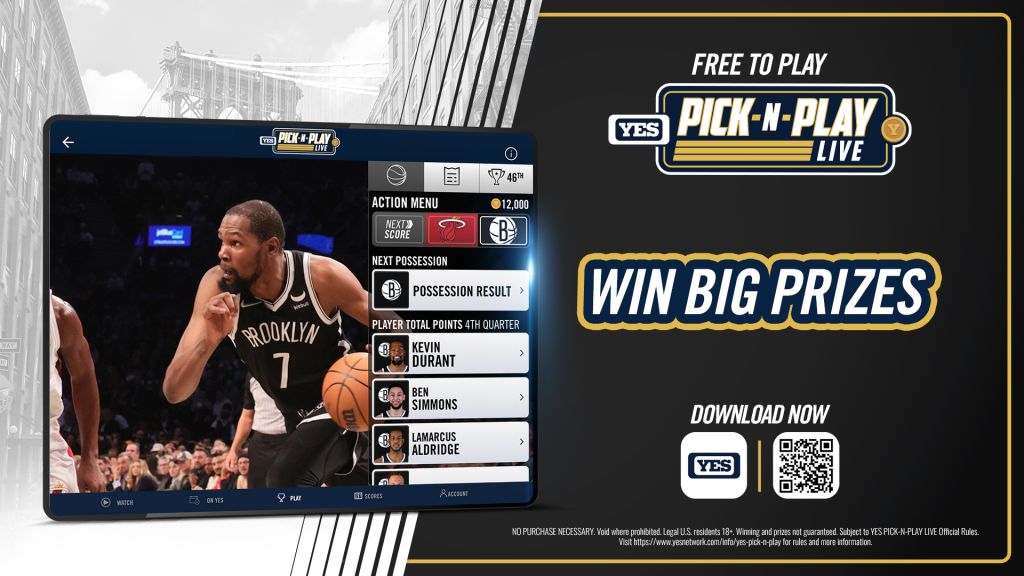 FREE TO PLAY
YES
PICK-N-PLAY
LIVE
WIN BIG PRIZES
DOWNLOAD NOW
YES
NO PURCHASE NECESSARY. Void where prohibited. Legal U.S. residents 18+. Winning and prizes not guaranteed. Subject to YES PICK-N-PLAY LIVE Official Rules.
Visit https://www.yesnetwork.com/info/yes-pick-n-play for rules and more information.
YES PICK-N-PLAY
LIVE
46TH
ACTION MENU 12,000
NEXT
SCORE
B
NEXT POSSESSION
B POSSESSION RESULT
PLAYER TOTAL POINTS 4TH QUARTER
KEVIN
DURANT
BEN
SIMMONS
LAMARCUS
ALDRIDGE
BROOKLYN
7
WATCH ON YES PLAY SCORES ACCOUNT